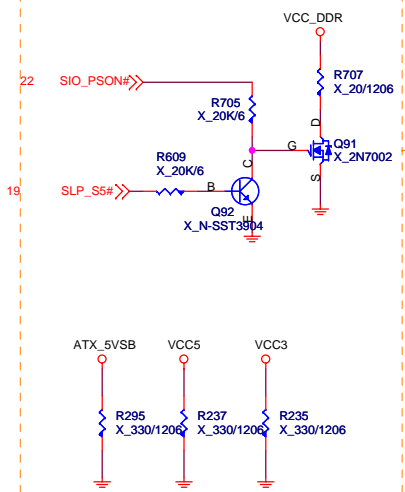 VCC_DDR
22
SIO_PSON#
R707
X_20/1206
R705
X_20K/6
D
G
Q91
X_2N7002
S
R609
X_20K/6
C
19
SLP_S5#
B
Q92
X_N-SST3904
E
ATX_5VSB
VCC5
VCC3
R295
X_330/1206
R237
X_330/1206
R235
X_330/1206